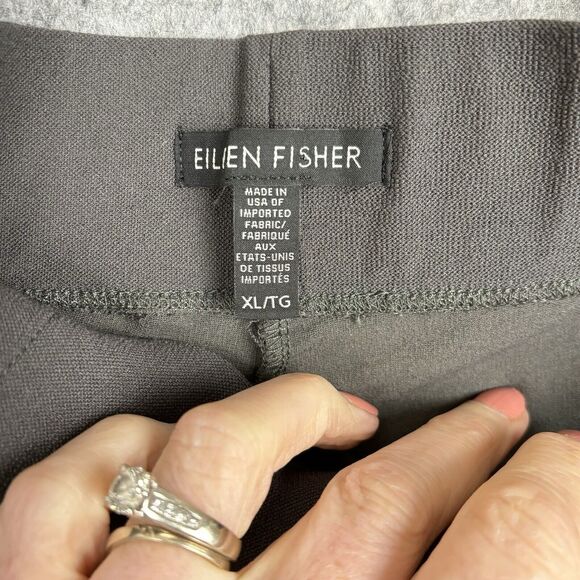 EILEEN FISHER
MADE IN
USA OF
IMPORTED
FABRIC/
FABRIQUÉ
AUX
ETATS-UNIS
DE TISSUS
IMPORTÉS
XL/TG